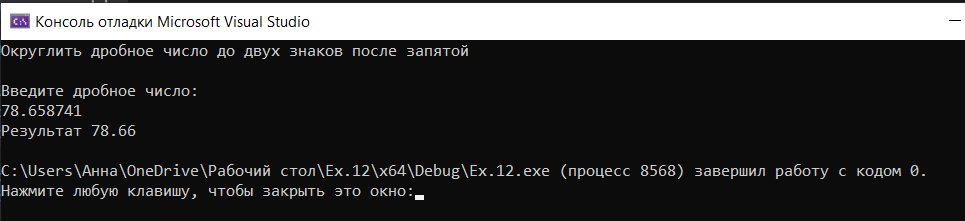 Консоль отладки Microsoft Visual Studio
Округлить дробное число до двух знаков после запятой
Введите дробное число:
78.658741
Результат 78.66
C:\Users\Анна\OneDrive\Рабочий стол\Ex.12\x64\Debug\Ex.12.exe (процесс 8568) завершил работу с кодом 0.
Нажмите любую клавишу, чтобы закрыть это окно: